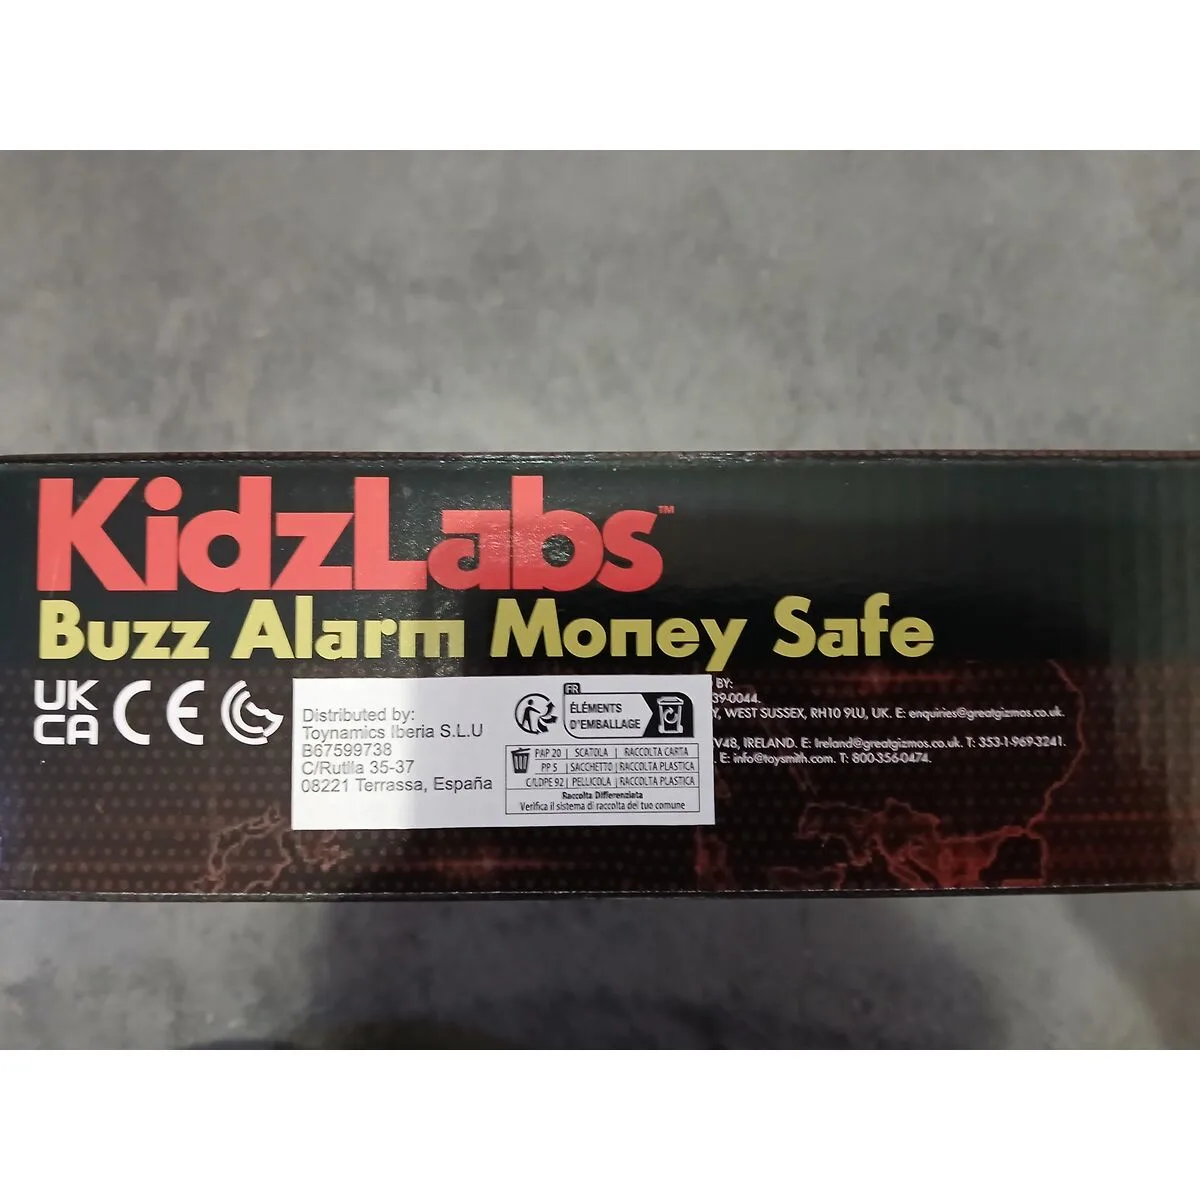 KidzLabs™
Buzz Alarm Money Safe
UK
CA
CE
Distributed by:
Toynamics Iberia S.L.U
B67599738
C/Rutlla 35-37
08221 Terrassa, España
FR
ÉLÉMENTS
D'EMBALLAGE
PAP 20 | SCATOLA | RACCOLTA CARTA
PP 5 | SACCHETTO | RACCOLTA PLASTICA
C/LDPE 92 | PELLICOLA | RACCOLTA PLASTICA
Raccolta Differenziata
Verifica il sistema di raccolta del tuo comune
BY:
39-0044.
Y, WEST SUSSEX, RH10 9LU, UK. E: enquiries@greatgizmos.co.uk.
V48, IRELAND. E: Ireland@greatgizmos.co.uk. T: 353-1-969-3241.
. E: info@toysmith.com. T: 800-356-0474.